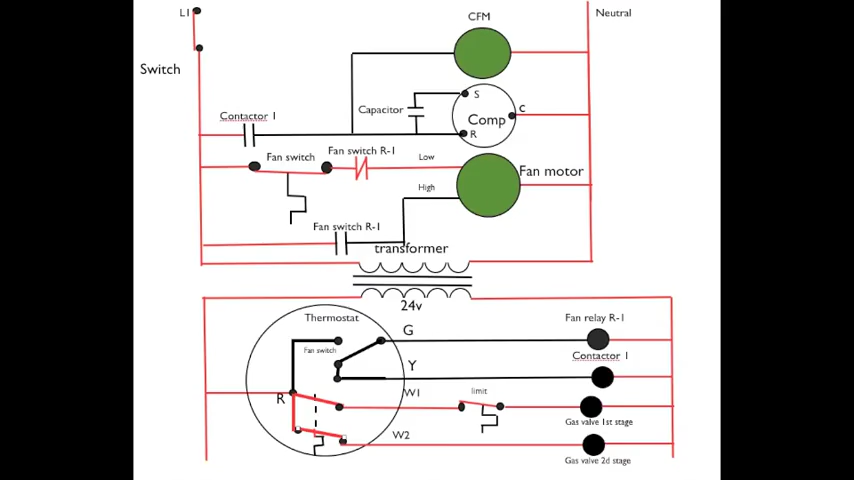 L1
CFM
Neutral
Switch
S
Capacitor
C
Contactor 1
Comp
R
Fan switch R-1
Fan switch
Low
Fan motor
High
Fan switch R-1
transformer
24v
Thermostat
Fan relay R-1
G
Fan switch
Contactor 1
Y
R
W1
limit
Gas valve 1st stage
W2
Gas valve 2d stage